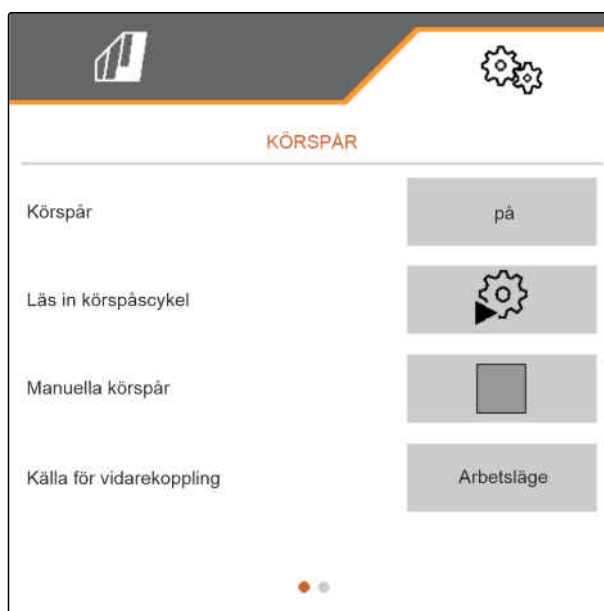 KÖRSPÅR
Körspår på
Läs in körspåscykel
Manuella körspår
Källa för vidarekoppling Arbetsläge